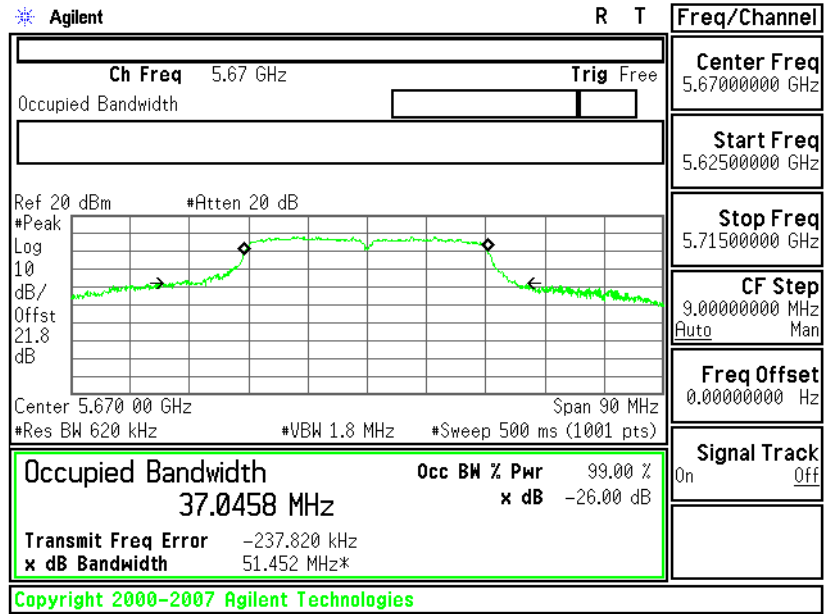 Agilent R T
Ch Freq 5.67 GHz Trig Free
Occupied Bandwidth
Ref 20 dBm #Atten 20 dB
#Peak
Log
10
dB/
Offst
21.8
dB
Center 5.670 00 GHz Span 90 MHz
#Res BW 620 kHz #VBW 1.8 MHz #Sweep 500 ms (1001 pts)
Occupied Bandwidth Occ BW % Pwr 99.00 %
37.0458 MHz x dB -26.00 dB
Transmit Freq Error -237.820 kHz
x dB Bandwidth 51.452 MHz*
Copyright 2000-2007 Agilent Technologies
Freq/Channel
Center Freq
5.67000000 GHz
Start Freq
5.62500000 GHz
Stop Freq
5.71500000 GHz
CF Step
9.00000000 MHz
Auto Man
Freq Offset
0.00000000 Hz
Signal Track
On Off